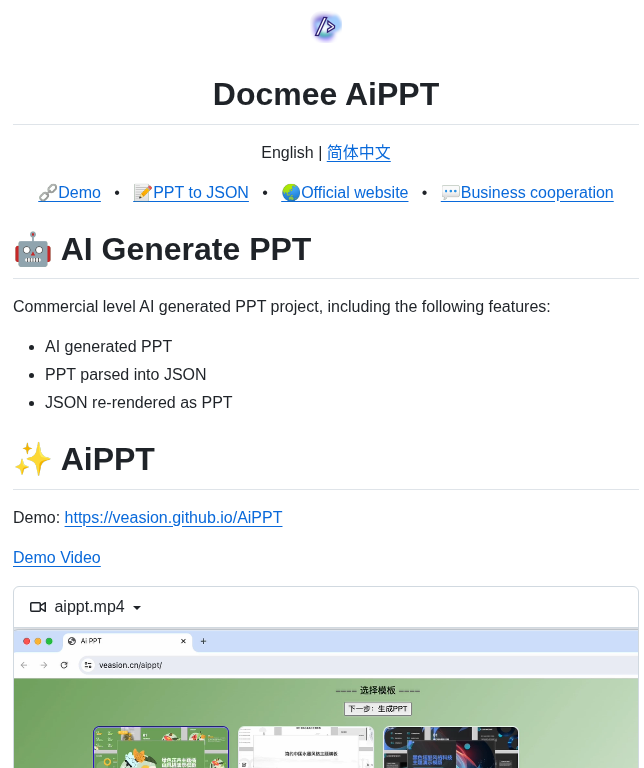 Docmee AiPPT
English | 简体中文
🔗Demo • 📝PPT to JSON • 🌏Official website • 💬Business cooperation
🤖 AI Generate PPT
Commercial level AI generated PPT project, including the following features:
• AI generated PPT
• PPT parsed into JSON
• JSON re-rendered as PPT
✨ AiPPT
Demo: https://veasion.github.io/AiPPT
Demo Video
aippt.mp4
Ai PPT
veasion.cn/aippt/
---- 选择模板 ----
下一步：生成PPT